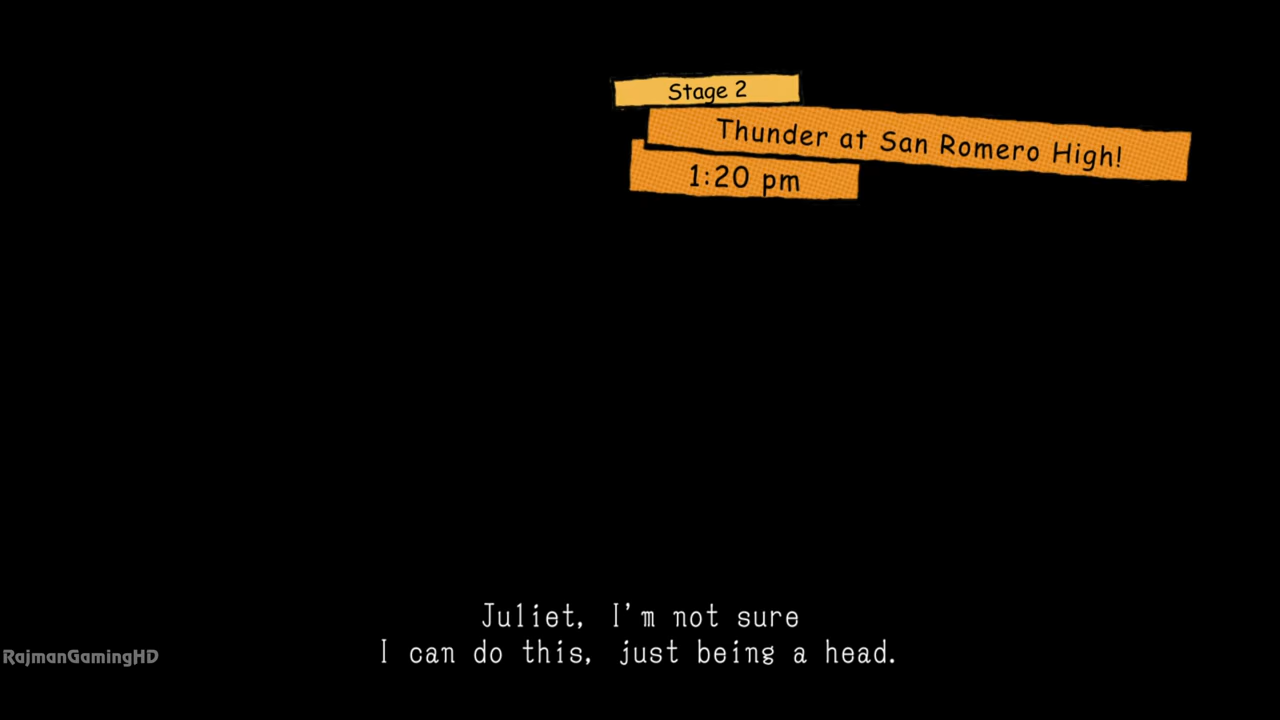 Stage 2
Thunder at San Romero High!
1:20 pm
Juliet, I'm not sure
I can do this, just being a head.
RajmanGamingHD